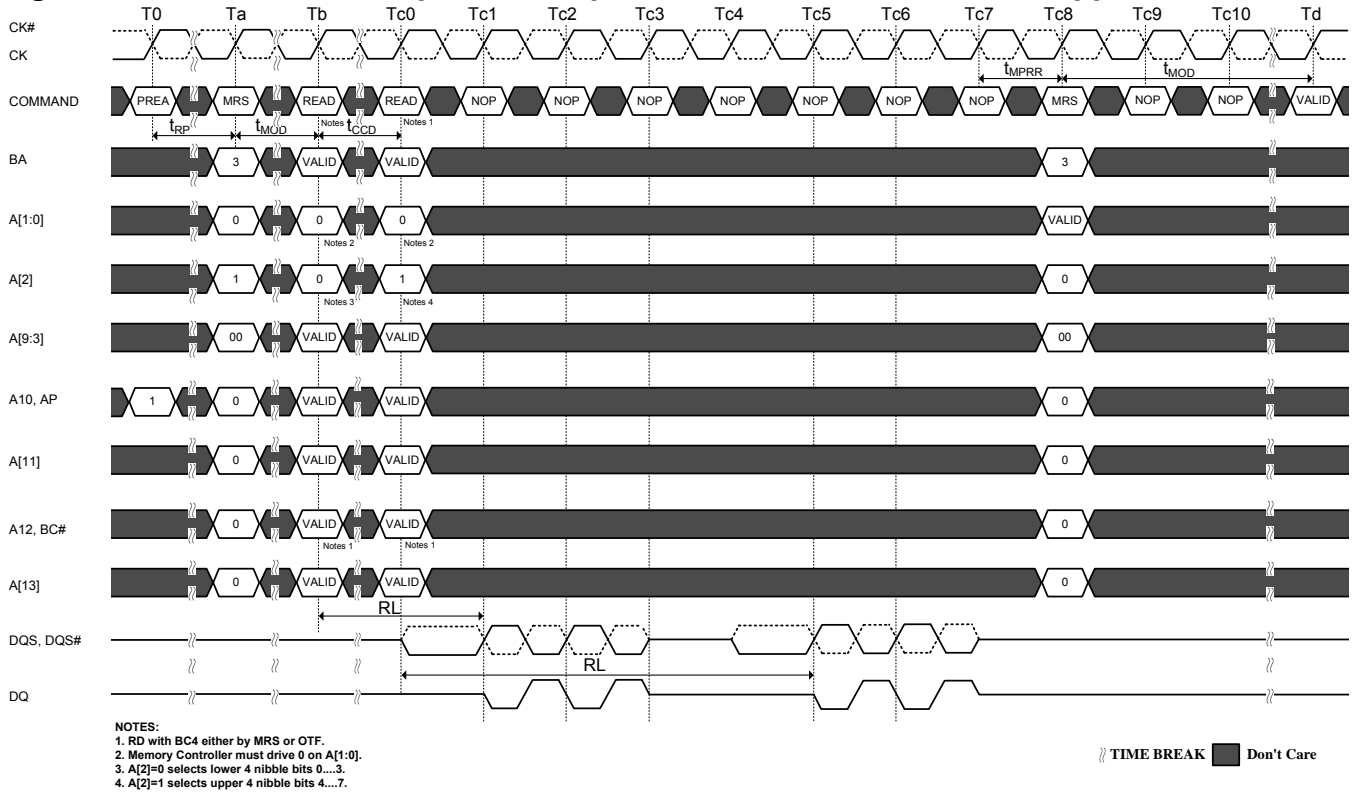 T0 Ta Tb Tc0 Tc1 Tc2 Tc3 Tc4 Tc5 Tc6 Tc7 Tc8 Tc9 Tc10 Td
CK#
CK
tMPRR tMOD
COMMAND PREA MRS READ READ NOP NOP NOP NOP NOP NOP NOP MRS NOP NOP VALID
Notes 1
tRP tMOD tCCD
BA 3 VALID VALID 3
A[1:0] 0 0 0 VALID
Notes 2 Notes 2
A[2] 1 0 1 0
Notes 3 Notes 4
A[9:3] 00 VALID VALID 00
A10, AP 1 0 VALID VALID 0
A[11] 0 VALID VALID 0
A12, BC# 0 VALID VALID 0
Notes 1 Notes 1
A[13] 0 VALID VALID 0
RL
DQS, DQS#
RL
DQ
NOTES:
1. RD with BC4 either by MRS or OTF.
2. Memory Controller must drive 0 on A[1:0].
3. A[2]=0 selects lower 4 nibble bits 0....3.
4. A[2]=1 selects upper 4 nibble bits 4....7.
TIME BREAK Don't Care